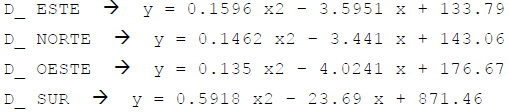 D_ ESTE → y = 0.1596 x2 - 3.5951 x + 133.79
D_ NORTE → y = 0.1462 x2 - 3.441 x + 143.06
D_ OESTE → y = 0.135 x2 - 4.0241 x + 176.67
D_ SUR → y = 0.5918 x2 - 23.69 x + 871.46